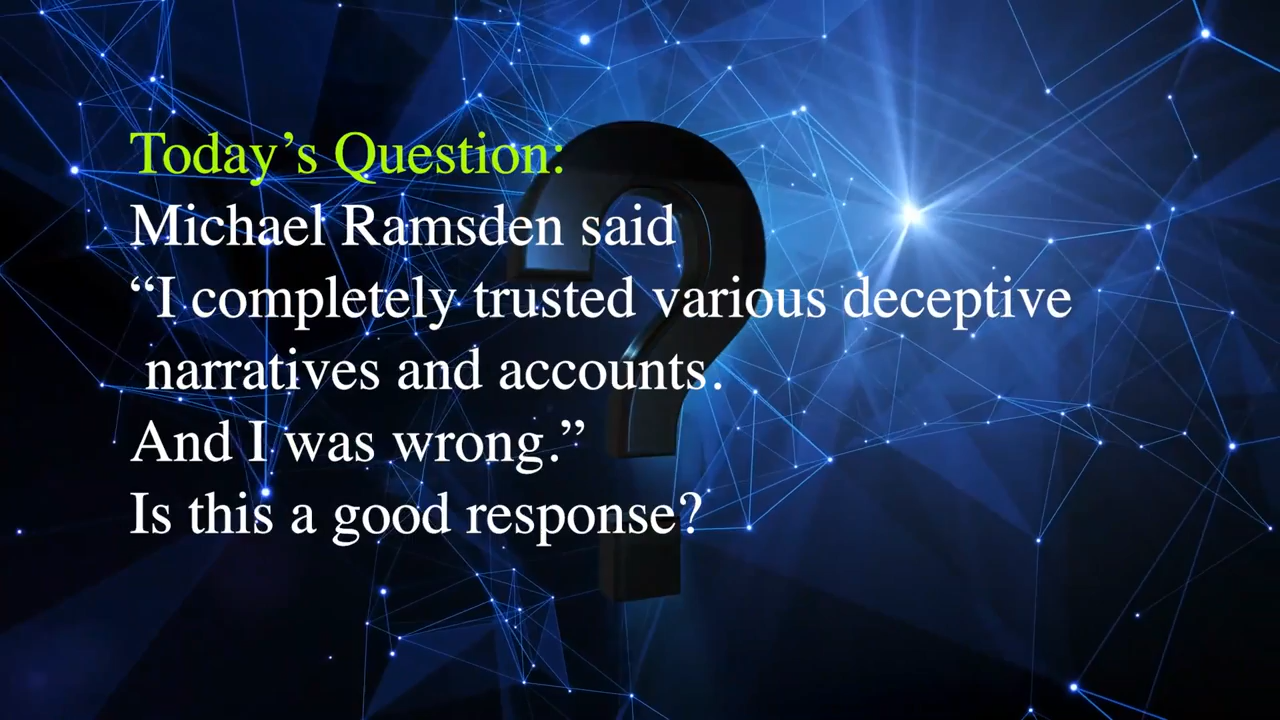 Today’s Question:
Michael Ramsden said
“I completely trusted various deceptive
narratives and accounts.
And I was wrong.”
Is this a good response?